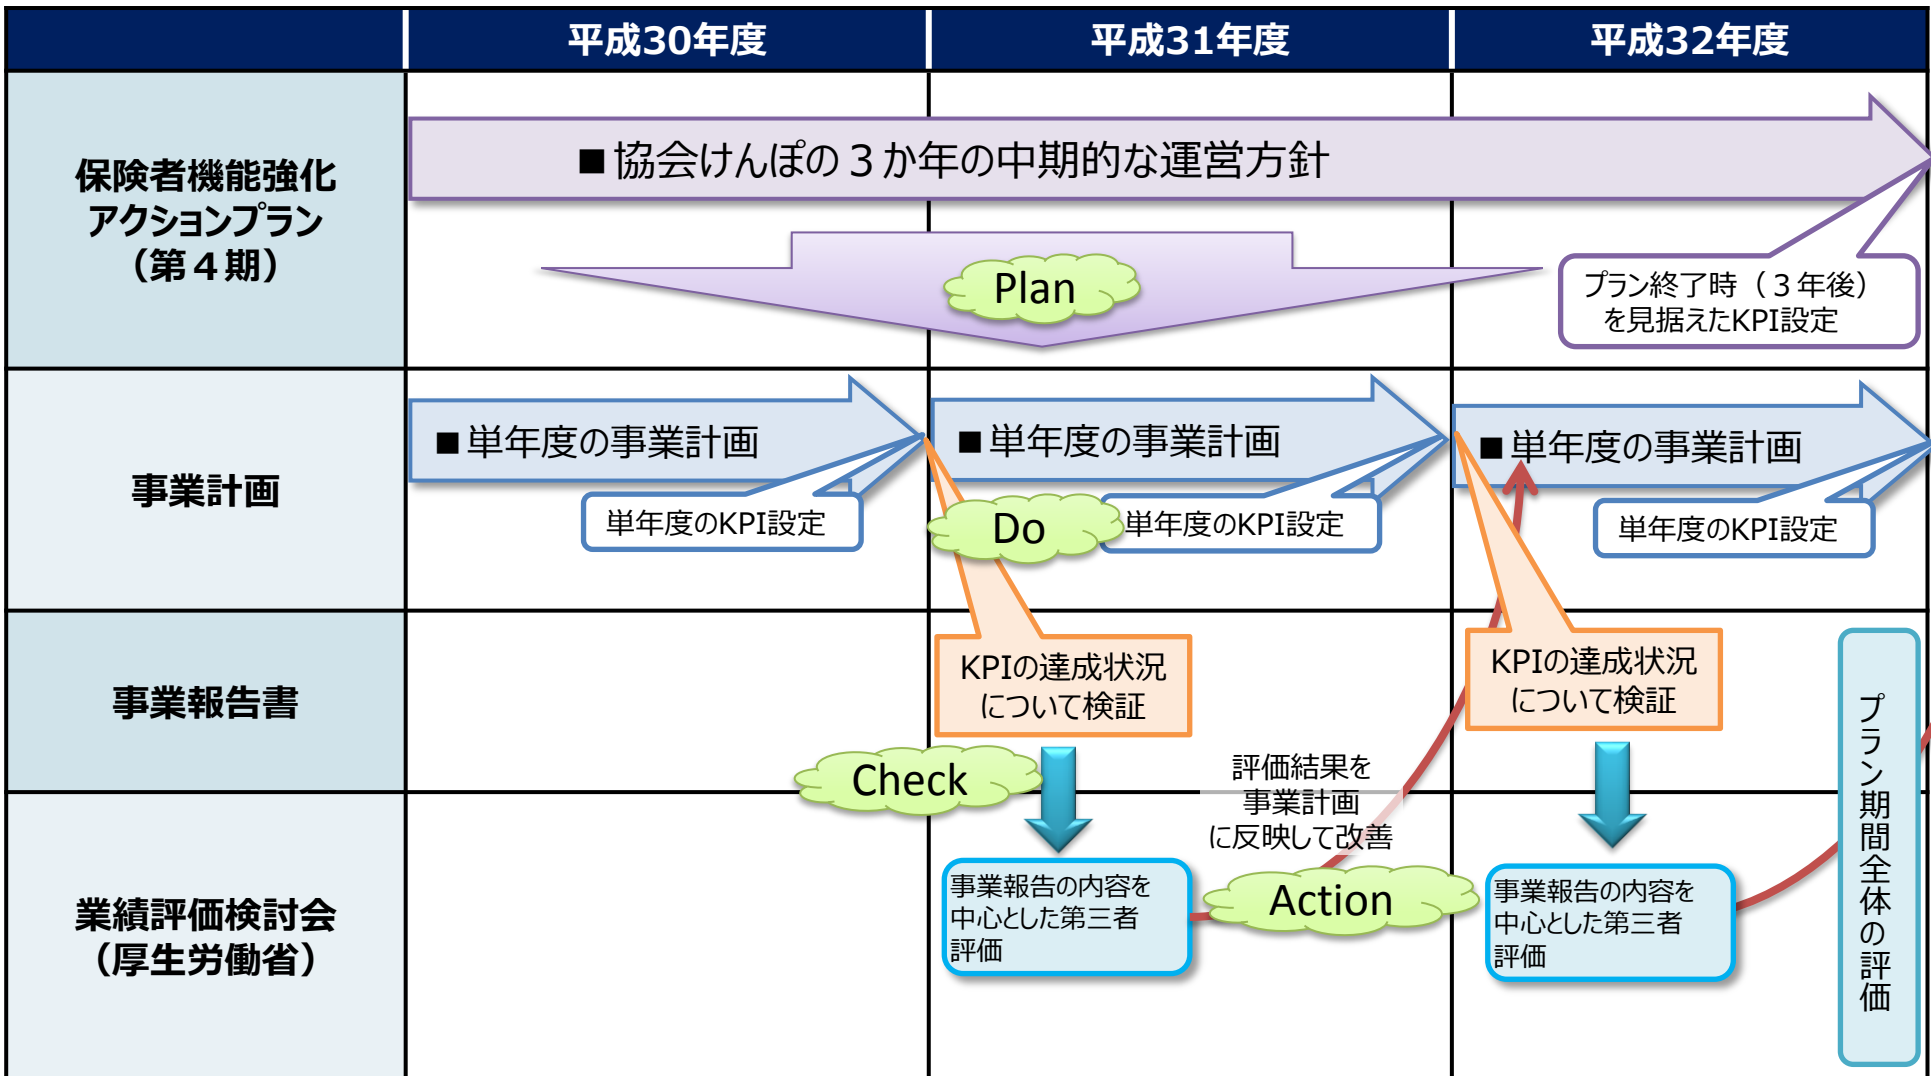 平成30年度
平成31年度
平成32年度
保険者機能強化
アクションプラン
（第４期）
■協会けんぽの３か年の中期的な運営方針
Plan
プラン終了時（３年後）
を見据えたKPI設定
事業計画
■単年度の事業計画
単年度のKPI設定
■単年度の事業計画
単年度のKPI設定
■単年度の事業計画
単年度のKPI設定
Do
事業報告書
KPIの達成状況
について検証
KPIの達成状況
について検証
Check
評価結果を
事業計画
に反映して改善
プラン期間全体の評価
業績評価検討会
（厚生労働省）
事業報告の内容を
中心とした第三者
評価
Action
事業報告の内容を
中心とした第三者
評価